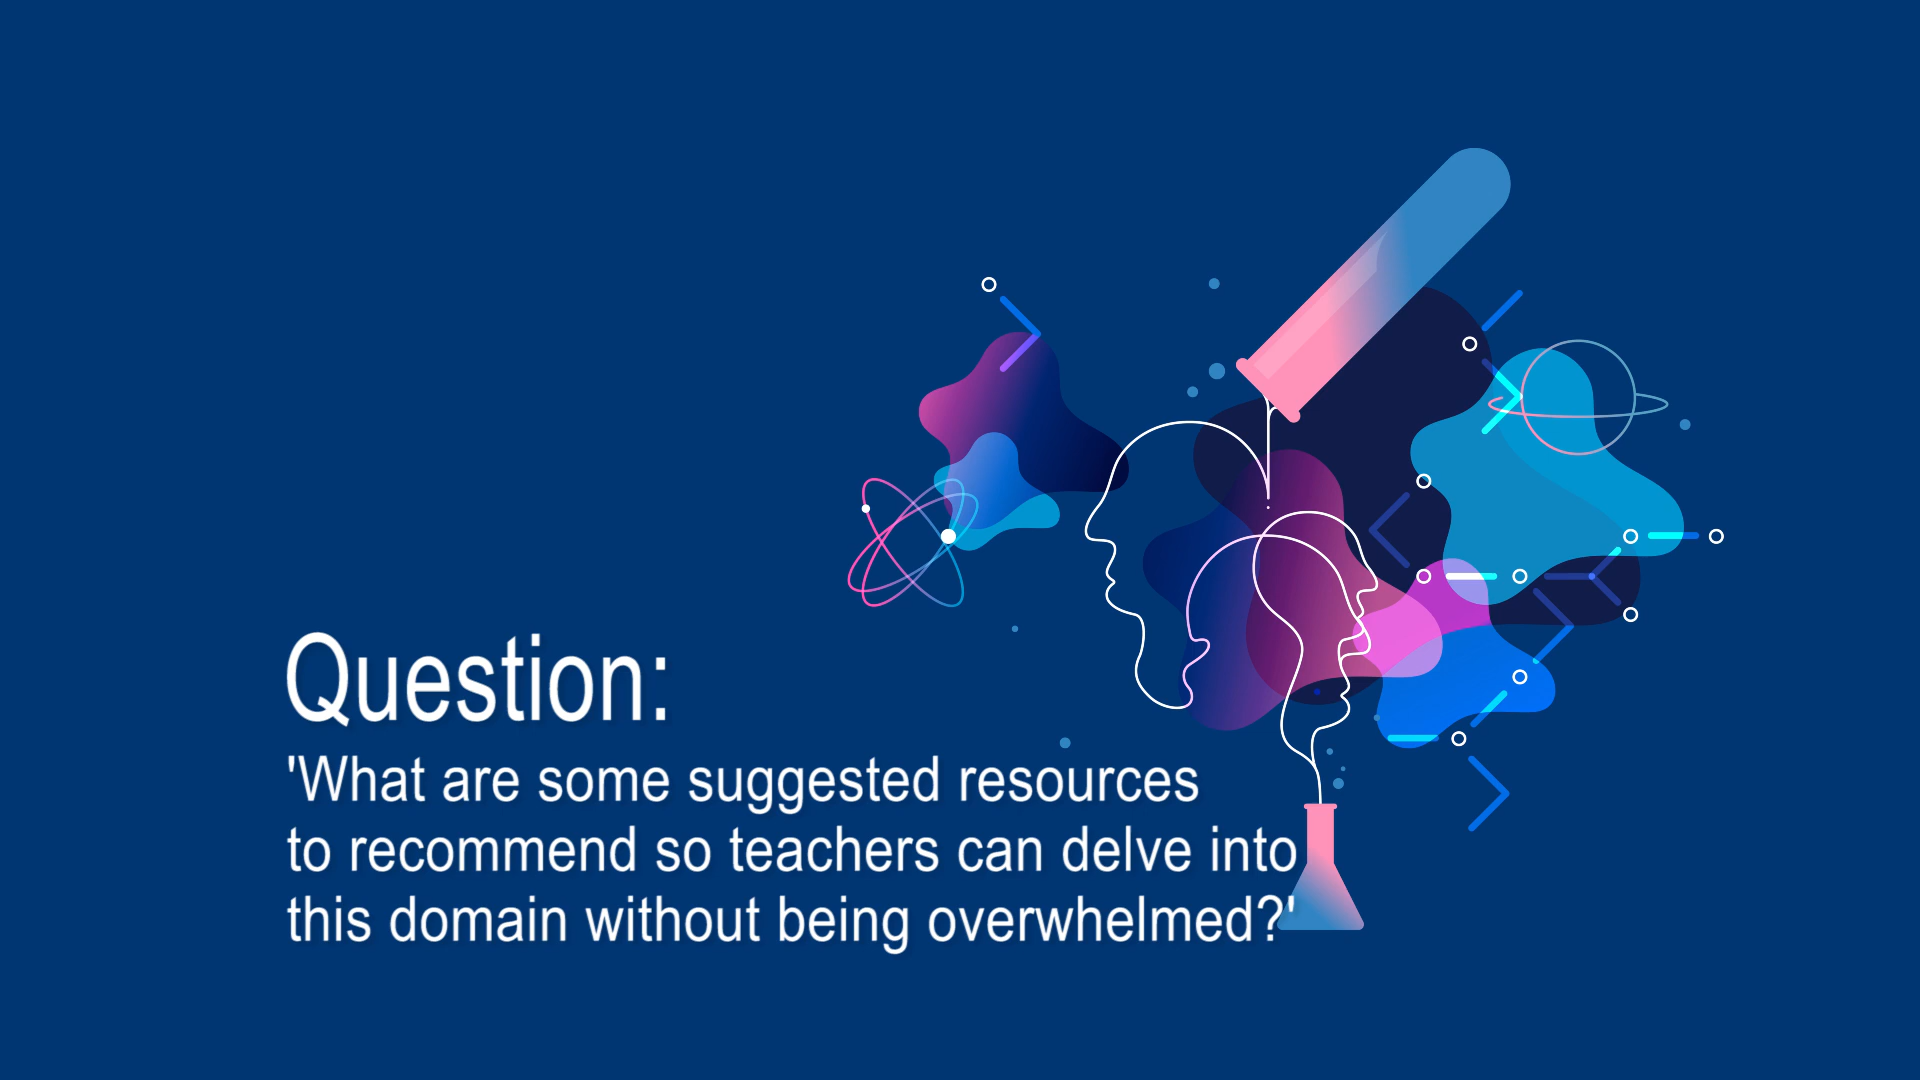 Question:
'What are some suggested resources
to recommend so teachers can delve into
this domain without being overwhelmed?'